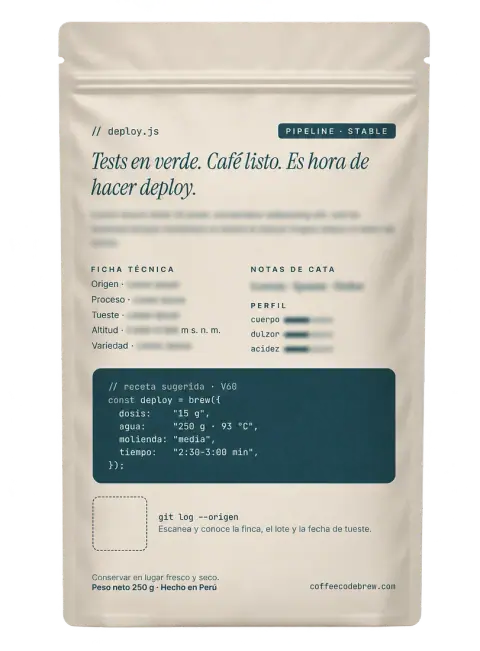 // deploy.js
PIPELINE · STABLE
Tests en verde. Café listo. Es hora de
hacer deploy.
FICHA TÉCNICA
Origen ·
Proceso ·
Tueste ·
Altitud · m s. n. m.
Variedad ·
NOTAS DE CATA
PERFIL
cuerpo
dulzor
acidez
// receta sugerida · V60
const deploy = brew({
dosis: "15 g",
agua: "250 g · 93 °C",
molienda: "media",
tiempo: "2:30–3:00 min",
});
git log --origen
Escanea y conoce la finca, el lote y la fecha de tueste.
Conservar en lugar fresco y seco.
Peso neto 250 g · Hecho en Perú
coffeecodebrew.com